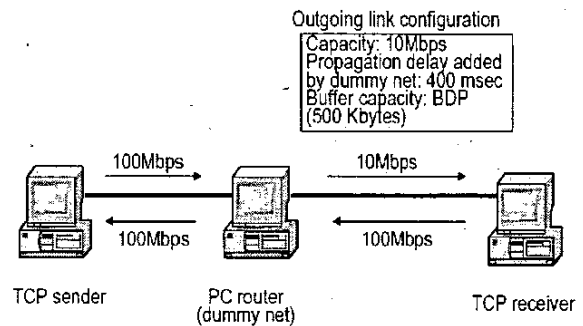 Outgoing link configuration
Capacity: 10Mbps
Propagation delay added
by dummy net: 400 msec
Buffer capacity: BDP
(500 Kbytes)
100Mbps
10Mbps
100Mbps
100Mbps
TCP sender
PC router
(dummy net)
TCP receiver